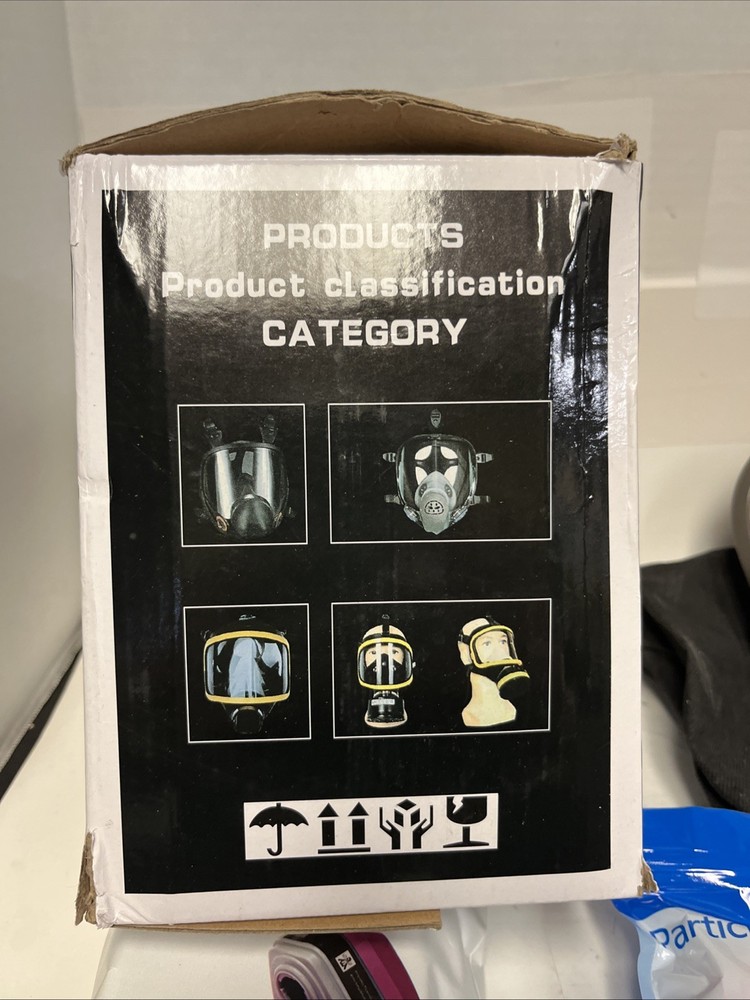 PRODUCTS
Product classification
CATEGORY
Partic